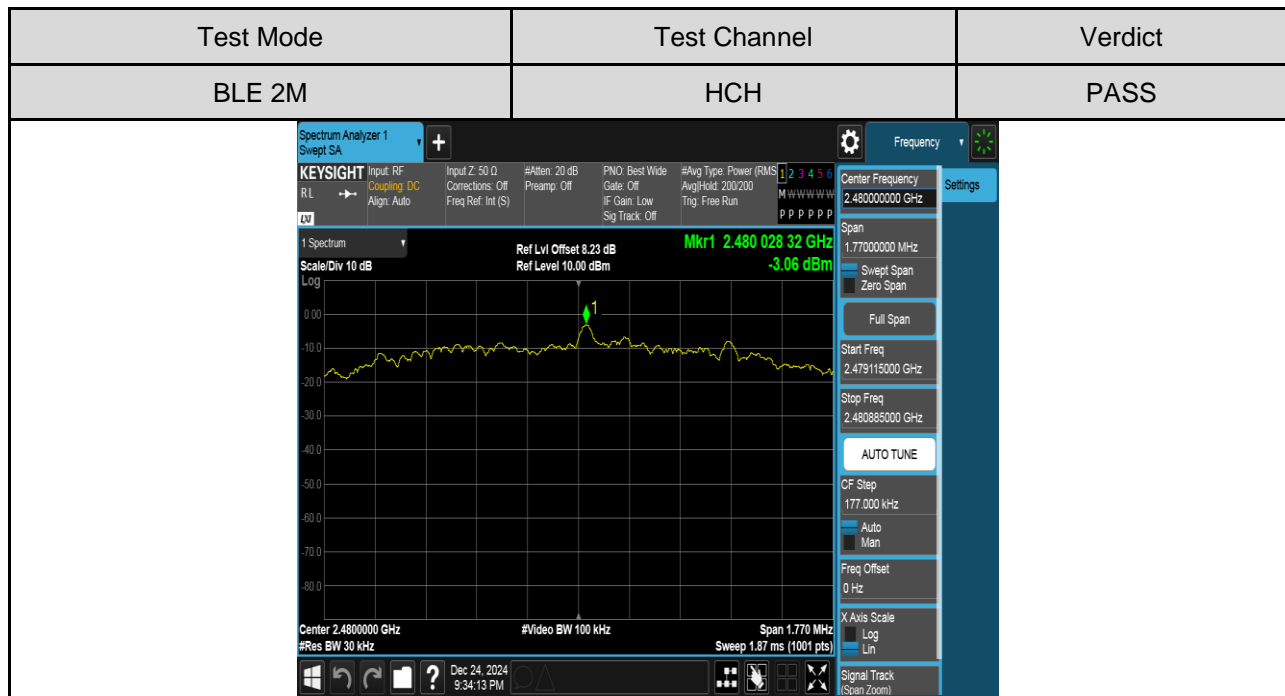 Test Mode Test Channel Verdict
BLE 2M HCH PASS
Spectrum Analyzer 1
Swept SA
+
Frequency
KEYSIGHT Input: RF Input Z: 50 Ω #Atten: 20 dB PNO: Best Wide #Avg Type: Power (RMS 1 2 3 4 5 6
RL Coupling: DC Corrections: Off Preamp: Off Gate: Off Avg|Hold: 200/200 M W W W W W
Align: Auto Freq Ref: Int (S) IF Gain: Low Trig: Free Run
Sig Track: Off P P P P P P
LXI
1 Spectrum
Scale/Div 10 dB
Ref Lvl Offset 8.23 dB
Ref Level 10.00 dBm
Mkr1 2.480 028 32 GHz
-3.06 dBm
Log
1
0.00
-10.0
-20.0
-30.0
-40.0
-50.0
-60.0
-70.0
-80.0
Center 2.4800000 GHz #Video BW 100 kHz Span 1.770 MHz
#Res BW 30 kHz Sweep 1.87 ms (1001 pts)
?
Dec 24, 2024
9:34:13 PM
Center Frequency
2.480000000 GHz
Settings
Span
1.77000000 MHz
Swept Span
Zero Span
Full Span
Start Freq
2.479115000 GHz
Stop Freq
2.480885000 GHz
AUTO TUNE
CF Step
177.000 kHz
Auto
Man
Freq Offset
0 Hz
X Axis Scale
Log
Lin
Signal Track
(Span Zoom)